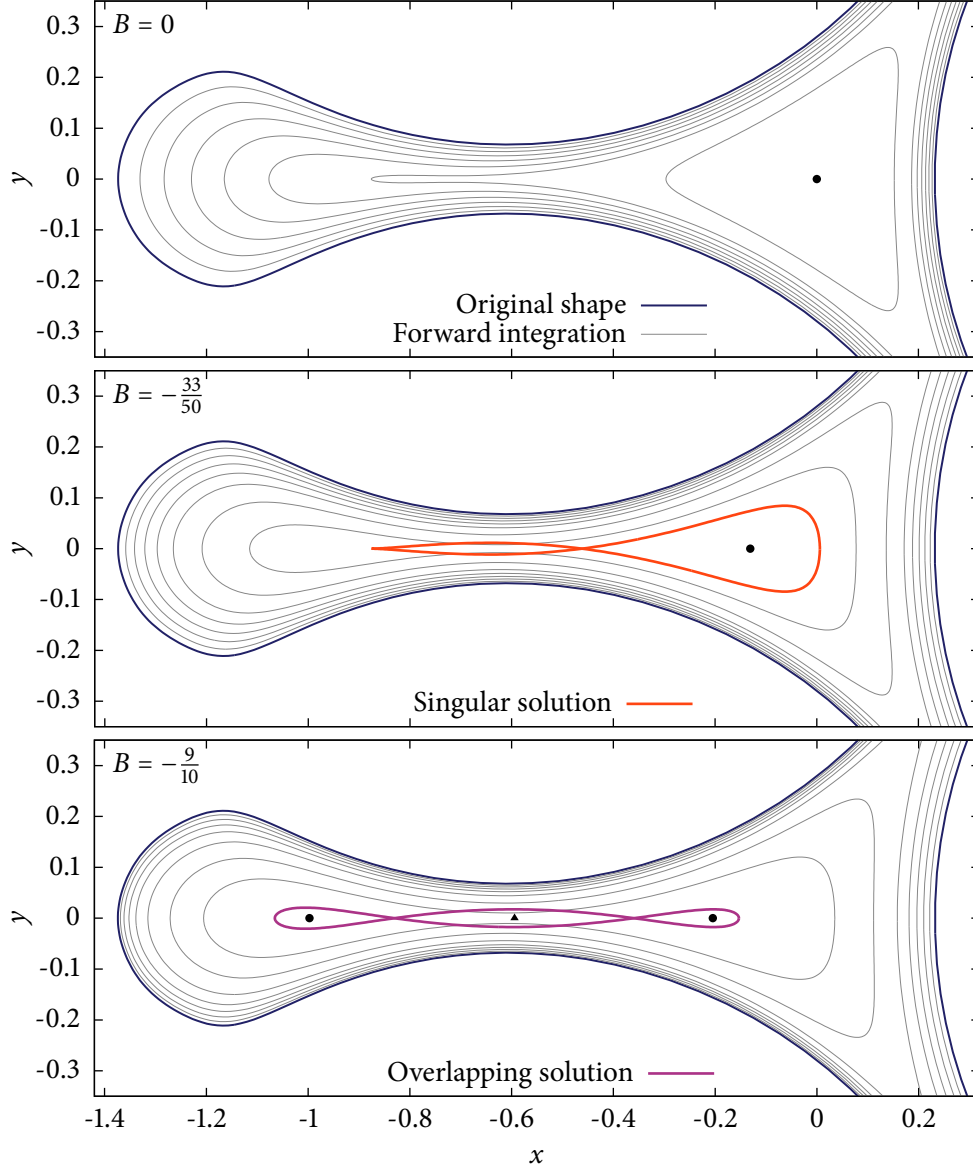 B = 0
0.3
0.2
0.1
0
-0.1
-0.2
-0.3
y
Original shape
Forward integration
B = -33/50
0.3
0.2
0.1
0
-0.1
-0.2
-0.3
y
Singular solution
B = -9/10
0.3
0.2
0.1
0
-0.1
-0.2
-0.3
y
Overlapping solution
-1.4 -1.2 -1 -0.8 -0.6 -0.4 -0.2 0 0.2
x